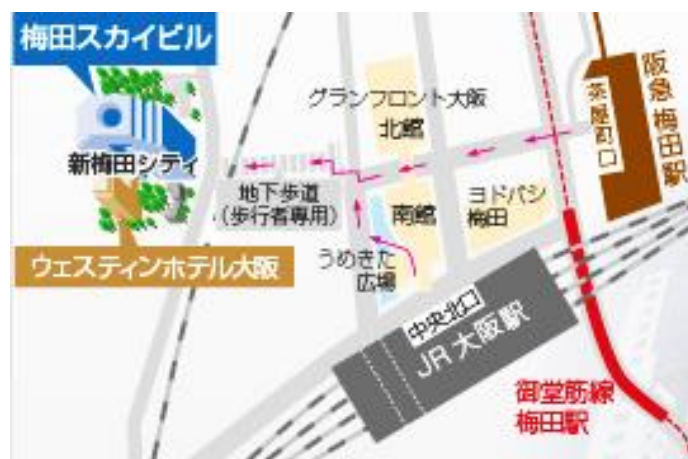 梅田スカイビル
グランフロント大阪
北館
阪急 梅田駅
茶屋町口
新梅田シティ
地下歩道
(歩行者専用)
南館
ヨドバシ
梅田
うめきた
広場
ウェスティンホテル大阪
中央北口
JR大阪駅
御堂筋線
梅田駅